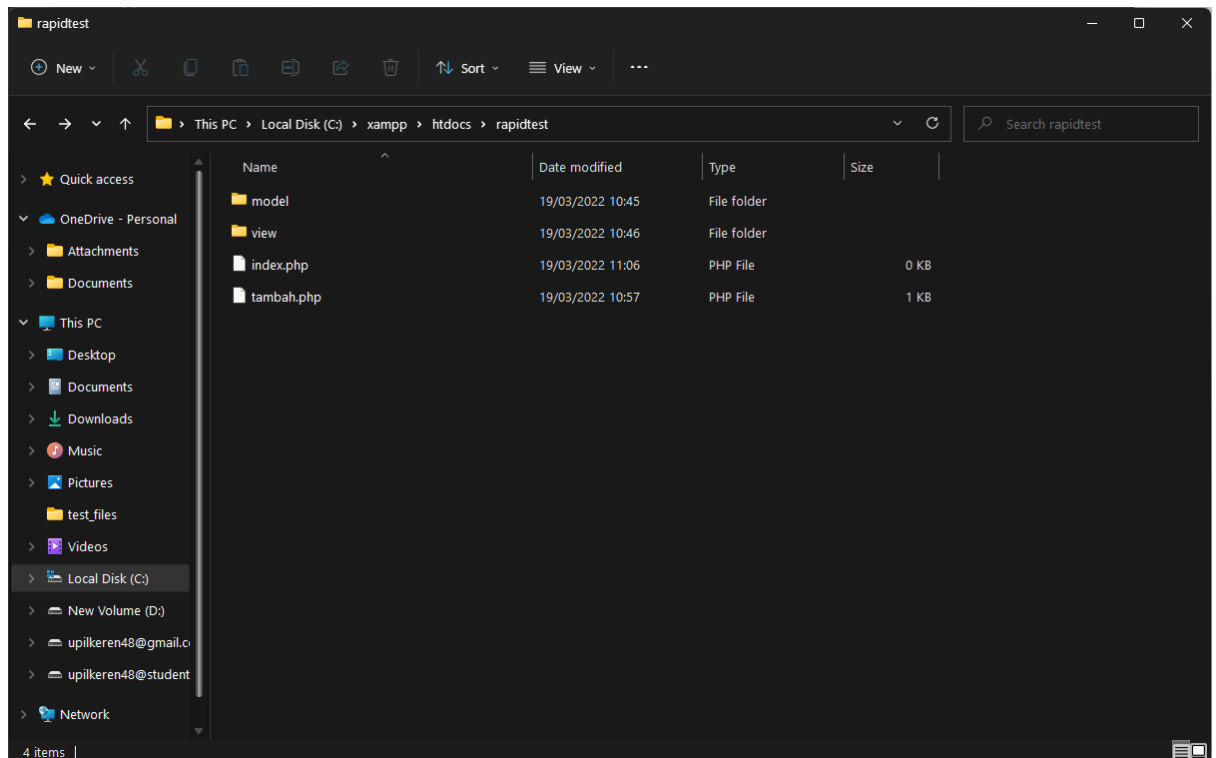 rapidtest
New Sort View
This PC Local Disk (C:) xampp htdocs rapidtest Search rapidtest
Name Date modified Type Size
Quick access
OneDrive - Personal
Attachments
Documents
This PC
Desktop
Documents
Downloads
Music
Pictures
test_files
Videos
Local Disk (C:)
New Volume (D:)
upilkeren48@gmail.c
upilkeren48@student
Network
model 19/03/2022 10:45 File folder
view 19/03/2022 10:46 File folder
index.php 19/03/2022 11:06 PHP File 0 KB
tambah.php 19/03/2022 10:57 PHP File 1 KB
4 items